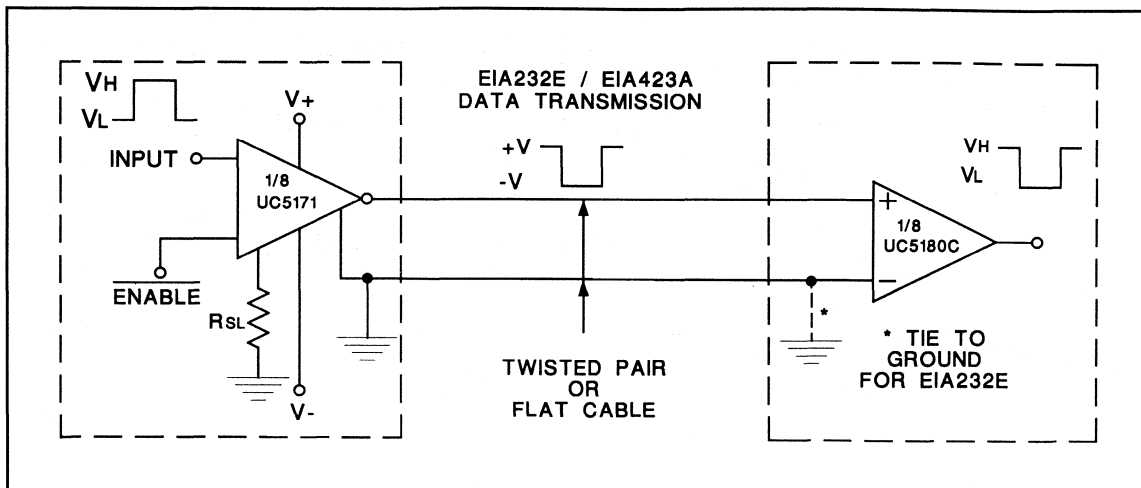 EIA232E / EIA423A
DATA TRANSMISSION
VH
VL
V+
INPUT
1/8
UC5171
ENABLE
RSL
V-
+V
-V
TWISTED PAIR
OR
FLAT CABLE
VH
VL
+
1/8
UC5180C
-
*
* TIE TO
GROUND
FOR EIA232E